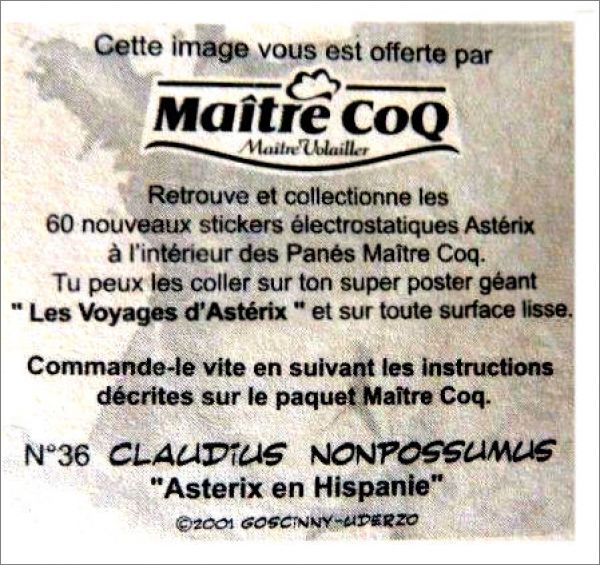 Cette image vous est offerte par
Maître CoQ
Maître Volailler
Retrouve et collectionne les
60 nouveaux stickers électrostatiques Astérix
à l'intérieur des Panés Maître Coq.
Tu peux les coller sur ton super poster géant
" Les Voyages d'Astérix " et sur toute surface lisse.
Commande-le vite en suivant les instructions
décrites sur le paquet Maître Coq.
N°36 CLAUDIUS NONPOSSUMUS
"Asterix en Hispanie"
©2001 GOSCINNY-UDERZO